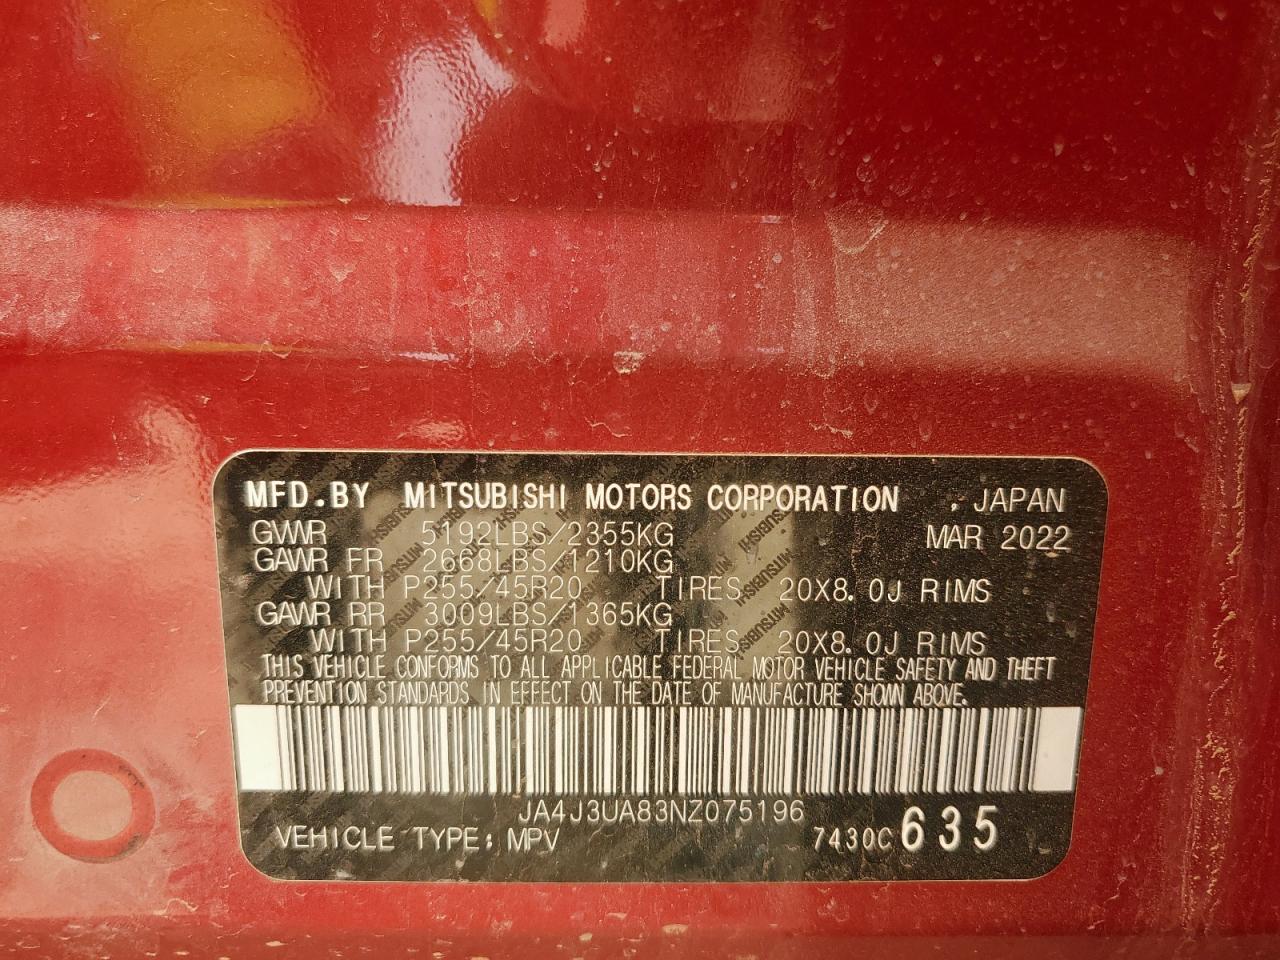 MFD.BY MITSUBISHI MOTORS CORPORATION . JAPAN
GVWR 5192LBS/2355KG MAR 2022
GAWR FR 2668LBS/1210KG
WITH P255/45R20 TIRES 20X8.0J RIMS
GAWR RR 3009LBS/1365KG
WITH P255/45R20 TIRES 20X8.0J RIMS
THIS VEHICLE CONFORMS TO ALL APPLICABLE FEDERAL MOTOR VEHICLE SAFETY AND THEFT
PREVENTION STANDARDS IN EFFECT ON THE DATE OF MANUFACTURE SHOWN ABOVE.
JA4J3UA83NZ075196
VEHICLE TYPE: MPV 7430C 635